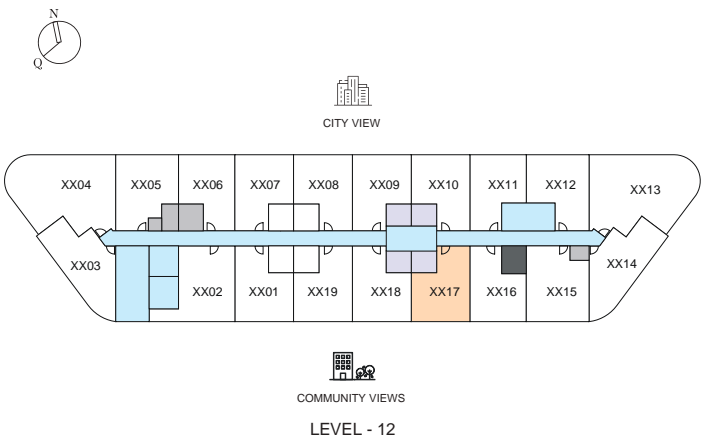 N
Q
CITY VIEW
XX04 XX05 XX06 XX07 XX08 XX09 XX10 XX11 XX12 XX13
XX03 XX02 XX01 XX19 XX18 XX17 XX16 XX15 XX14
COMMUNITY VIEWS
LEVEL - 12